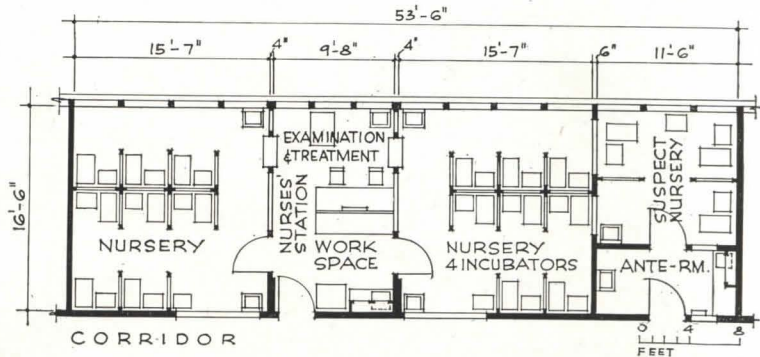 53'-6"
15'-7" 4" 9'-8" 4" 15'-7" 6" 11'-6"
16'-6"
EXAMINATION
& TREATMENT
NURSES'
STATION
SUSPECT
NURSERY
NURSERY
WORK
SPACE
NURSERY
4 INCUBATORS
ANTE-RM.
CORRIDOR
0 4 8
FEET